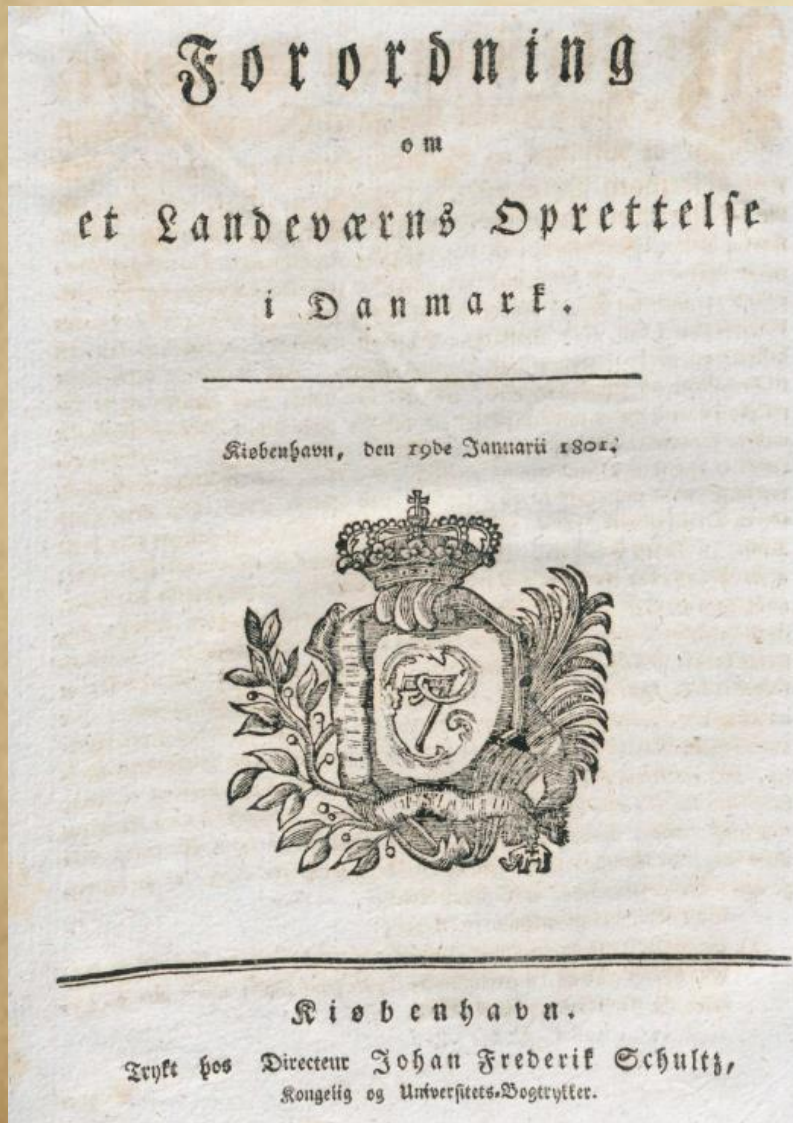 Forordning
om
et Landeværns Oprettelse
i Danmark.
Kiøbenhavn, den 19de Januarii 1801.
Kiøbenhavn.
Trykt hos Directeur Johan Frederik Schultz,
Kongelig og Universitets-Bogtrykker.